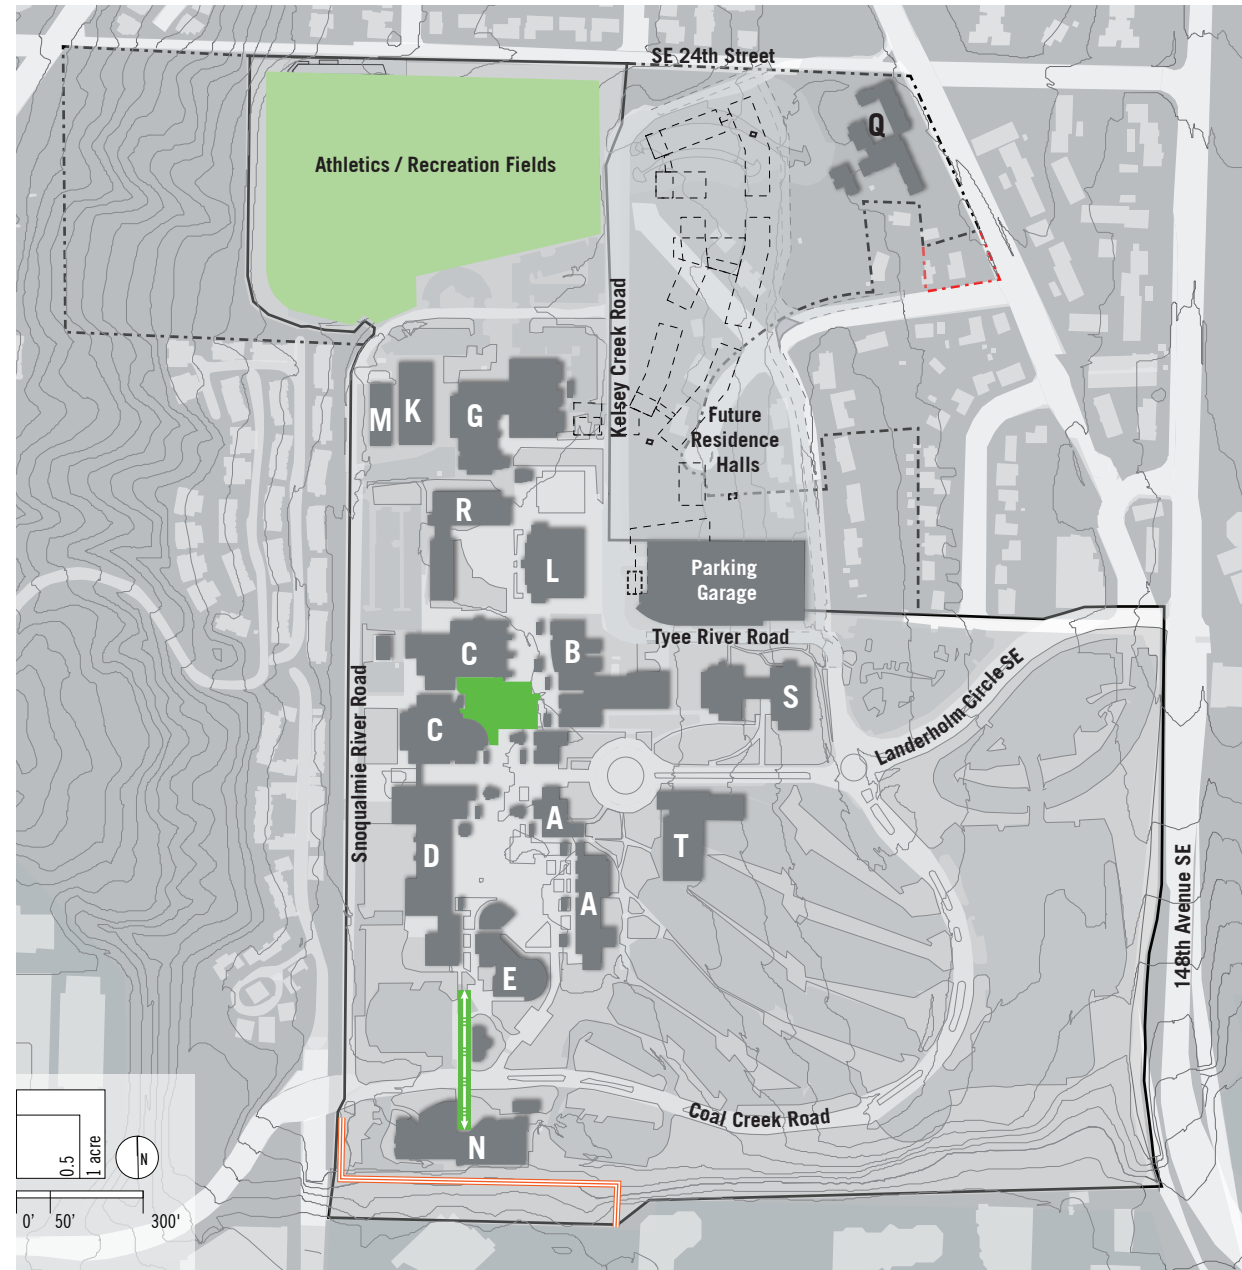 SE 24th Street
Q
Athletics / Recreation Fields
Kelsey Creek Road
M
K
G
Future
Residence
Halls
R
L
Parking
Garage
Tyee River Road
C
B
S
C
Snoqualmie River Road
Landerholm Circle SE
A
T
D
A
148th Avenue SE
E
Coal Creek Road
N
0.5
1 acre
N
0'
50'
300'